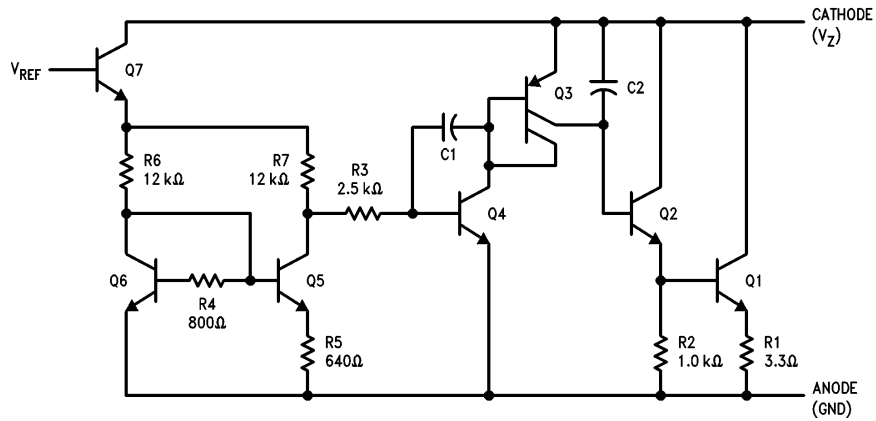 CATHODE
(VZ)
VREF
Q7
Q3
C2
C1
R6
12 kΩ
R7
12 kΩ
R3
2.5 kΩ
Q4
Q2
Q6
R4
800Ω
Q5
Q1
R5
640Ω
R2
1.0 kΩ
R1
3.3Ω
ANODE
(GND)